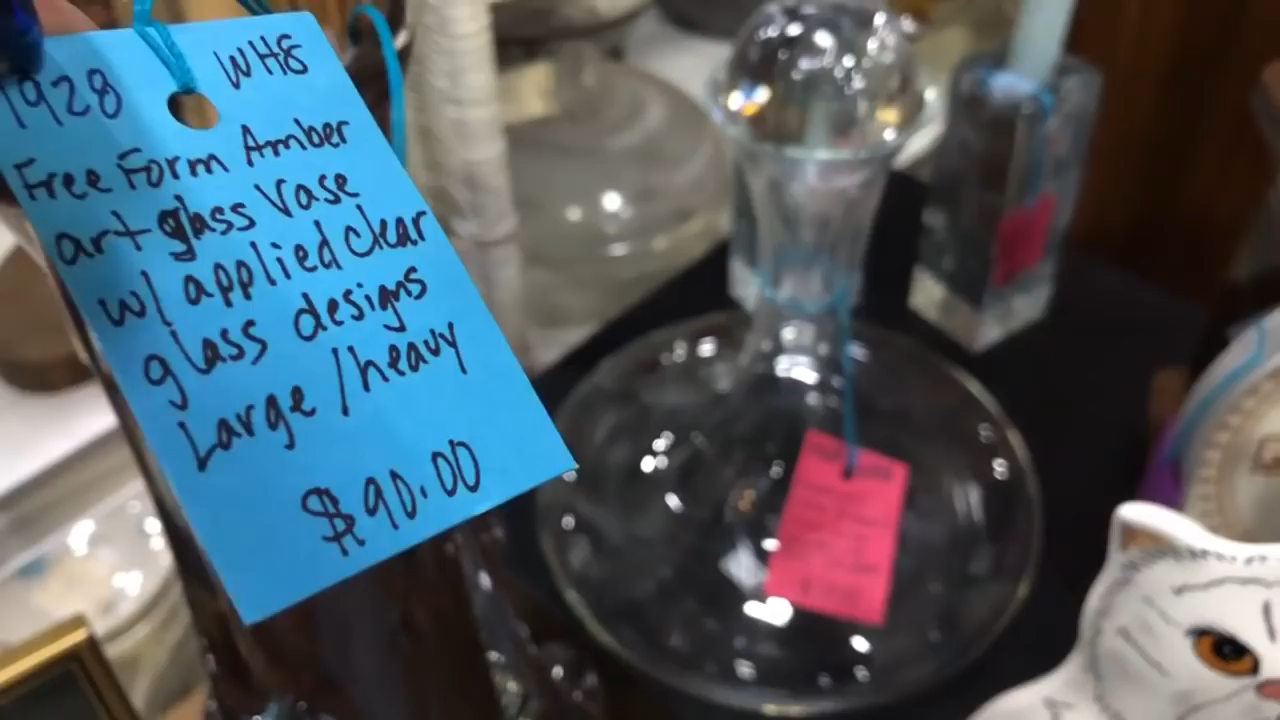 1928 WH8
Free Form Amber
art glass Vase
w/ applied clear
glass designs
Large /heavy
$90.00